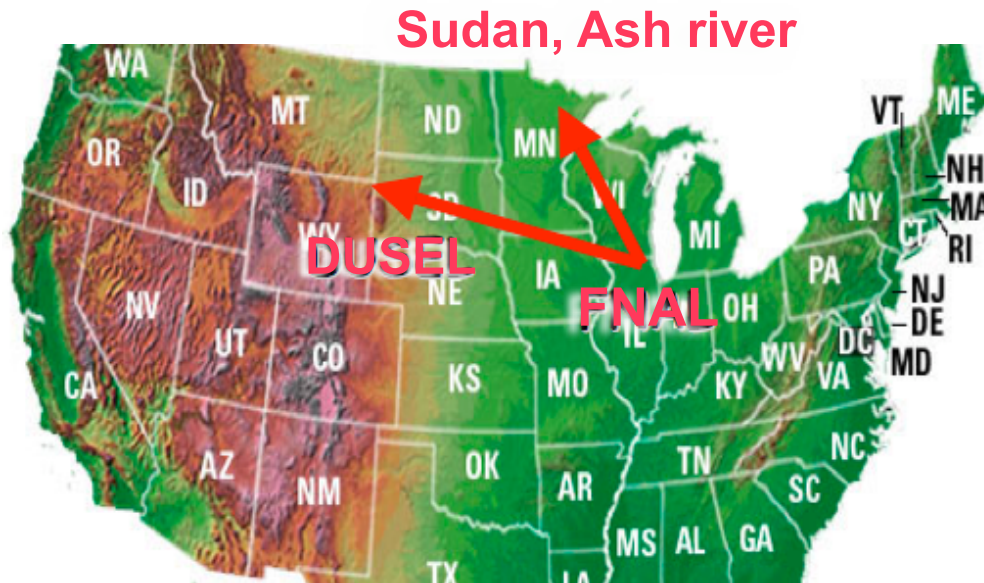 Sudan, Ash river
WA
MT
ND
MN
VT
ME
OR
ID
SD
WI
NH
MA
WY
NY
MI
CT
RI
DUSEL
PA
IA
NE
FNAL
OH
NJ
NV
DE
UT
CO
IL
WV
DC
MD
VA
CA
KS
MO
KY
AZ
NM
OK
TN
NC
AR
SC
MS
AL
GA
TX
LA